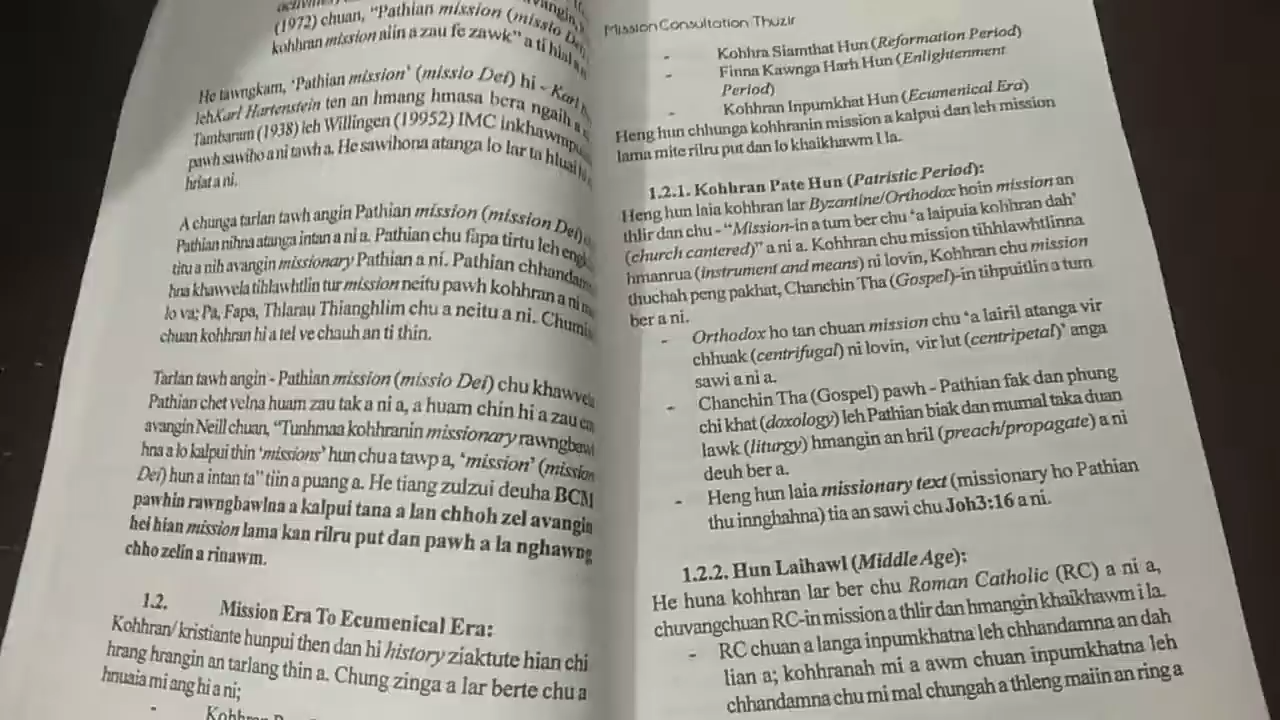 (1972) chuan, "Pathian mission (missio Dei)
kohhran mission aiin a zau fe zawk" a ti hial
He tawngkam, 'Pathian mission' (missio Dei) hi - Karl
lehKarl Hartenstein ten an hmang hmasa bera ngaih a
Tambaram (1938) leh Willingen (19952) IMC inkhawmpui
pawh sawiho a ni tawh a. He sawihona atanga lo lar ta hluai
hriat a ni.
A chunga tarlan tawh angin Pathian mission (mission Dei)
Pathian nihna atanga intan a ni a. Pathian chu fapa tirtu leh
titu a nih avangin missionary Pathian a ni. Pathian chhandam
hna khawvela tihlawhtlin tur mission neitu pawh kohhran a ni
lo va; Pa, Fapa, Thlarau Thianghlim chu a neitu a ni.
chuan kohhran hi a tel ve chauh an ti thin.
Tarlan tawh angin - Pathian mission (missio Dei) chu khawvela
Pathian chet velna huam zau tak a ni a, a huam chin hi a zau em
avangin Neill chuan, "Tunhmaa kohhranin missionary rawngbawl
hna a lo kalpui thin 'missions' hun chu a tawp a, 'mission' (mission
Dei) hun a intan ta" tiin a puang a. He tiang zulzui deuha BCM
pawhin rawngbawlna a kalpui tana a lan chhoh zel avangin
hei hian mission lama kan rilru put dan pawh a la nghawng
chho zelin a rinawm.
1.2. Mission Era To Ecumenical Era:
Kohhran/ kristiante hunpui then dan hi history ziaktute hian chi
hrang hrangin an tarlang thin a. Chung zinga a lar berte chu a
hnuaia mi ang hi a ni;
Mission Consultation Thuzir
- Kohhra Siamthat Hun (Reformation Period)
- Finna Kawnga Harh Hun (Enlightenment
Period)
- Kohhran Inpumkhat Hun (Ecumenical Era)
Heng hun chhunga kohhranin mission a kalpui dan leh mission
lama mite rilru put dan lo khaikhawm I la.
1.2.1. Kohhran Pate Hun (Patristic Period):
Heng hun laia kohhran lar Byzantine/Orthodox hoin mission an
thlir dan chu - "Mission-in a tum ber chu 'a laipuia kohhran dah'
(church cantered)" a ni a. Kohhran chu mission tihhlawhtlinna
hmanrua (instrument and means) ni lovin, Kohhran chu mission
thuchah peng pakhat, Chanchin Tha (Gospel)-in tihpuitlin a tum
ber a ni.
- Orthodox ho tan chuan mission chu 'a lairil atanga vir
chhuak (centrifugal) ni lovin, vir lut (centripetal)' anga
sawi a ni a.
- Chanchin Tha (Gospel) pawh - Pathian fak dan phung
chi khat (doxology) leh Pathian biak dan mumal taka duan
lawk (liturgy) hmangin an hril (preach/propagate) a ni
deuh ber a.
- Heng hun laia missionary text (missionary ho Pathian
thu innghahna) tia an sawi chu Joh3:16 a ni.
1.2.2. Hun Laihawl (Middle Age):
He huna kohhran lar ber chu Roman Catholic (RC) a ni a,
chuvangchuan RC-in mission a thlir dan hmangin khaikhawm i la.
- RC chuan a langa inpumkhatna leh chhandamna an dah
lian a; kohhranah mi a awm chuan inpumkhatna leh
chhandamna chu mi mal chungah a thleng maiin an ring a